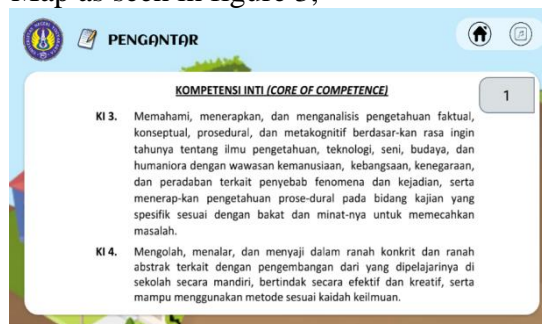 Map as seen in figure 3,
PENGANTAR
KOMPETENSI INTI (CORE OF COMPETENCE)
1
KI 3. Memahami, menerapkan, dan menganalisis pengetahuan faktual,
konseptual, prosedural, dan metakognitif berdasar-kan rasa ingin
tahunya tentang ilmu pengetahuan, teknologi, seni, budaya, dan
humaniora dengan wawasan kemanusiaan, kebangsaan, kenegaraan,
dan peradaban terkait penyebab fenomena dan kejadian, serta
menerap-kan pengetahuan prose-dural pada bidang kajian yang
spesifik sesuai dengan bakat dan minat-nya untuk memecahkan
masalah.
KI 4. Mengolah, menalar, dan menyaji dalam ranah konkrit dan ranah
abstrak terkait dengan pengembangan dari yang dipelajarinya di
sekolah secara mandiri, bertindak secara efektif dan kreatif, serta
mampu menggunakan metode sesuai kaidah keilmuan.